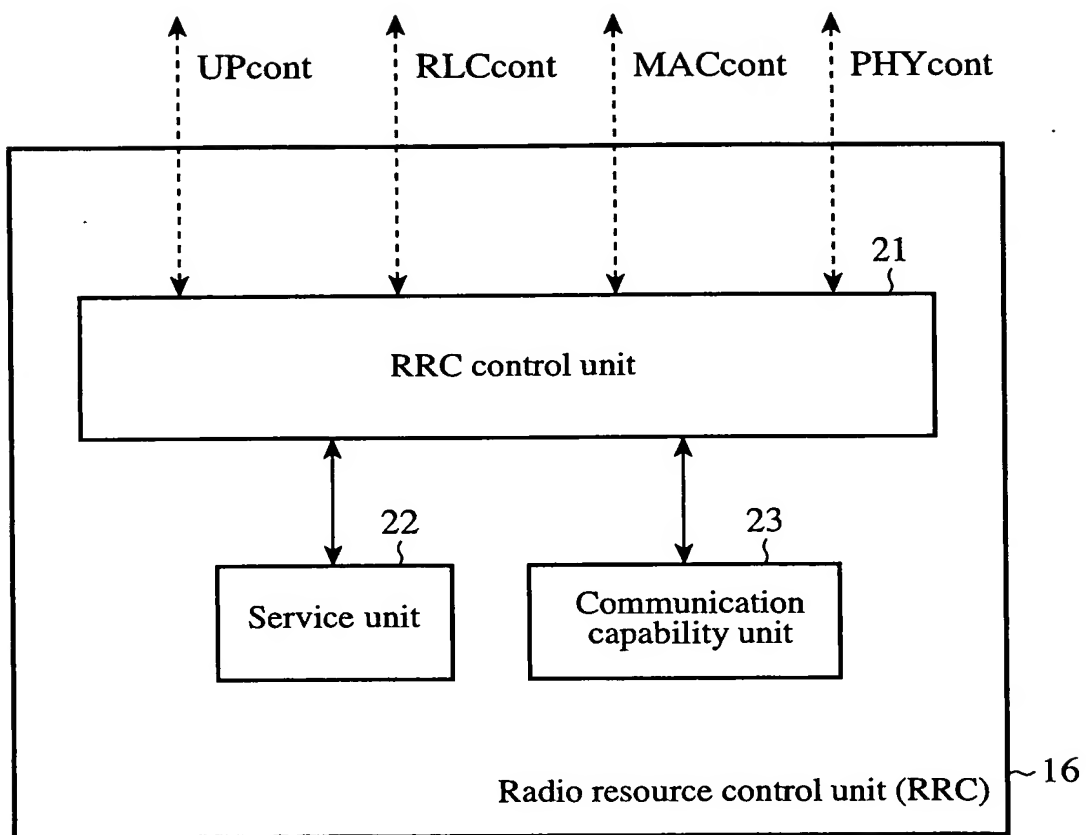 UPcont RLCcont MACcont PHYcont
21
RRC control unit
22 23
Service unit
Communication
capability unit
16
Radio resource control unit (RRC)